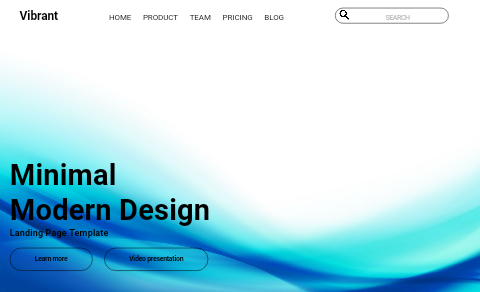 Vibrant
HOME PRODUCT TEAM PRICING BLOG
SEARCH
Minimal
Modern Design
Landing Page Template
Learn more
Video presentation